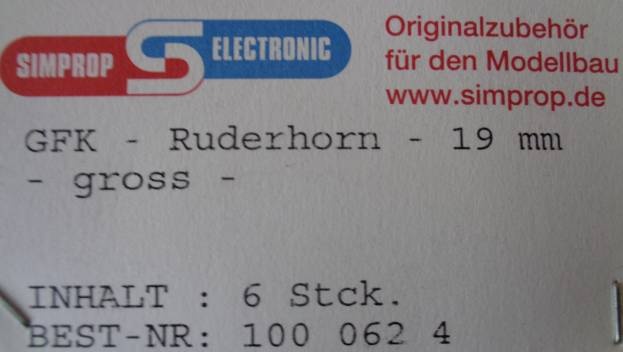 SIMPROP ELECTRONIC
Originalzubehör
für den Modellbau
www.simprop.de
GFK - Ruderhorn - 19 mm
- gross -
INHALT : 6 Stck.
BEST-NR: 100 062 4